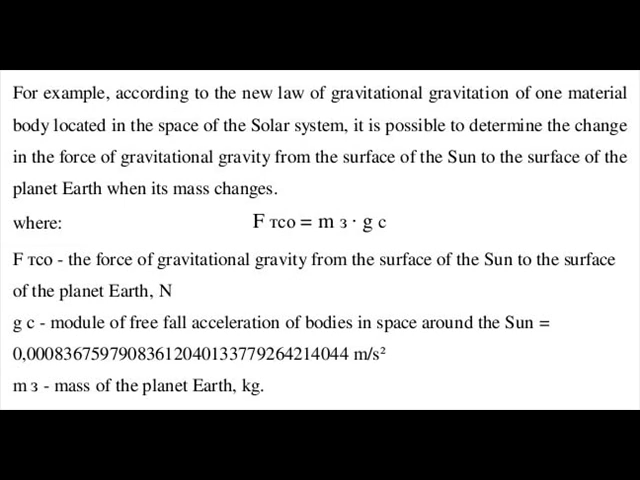 For example, according to the new law of gravitational gravitation of one material
body located in the space of the Solar system, it is possible to determine the change
in the force of gravitational gravity from the surface of the Sun to the surface of the
planet Earth when its mass changes.
where: F тсо = m з · g c
F тсо - the force of gravitational gravity from the surface of the Sun to the surface
of the planet Earth, N
g c - module of free fall acceleration of bodies in space around the Sun =
0,000836759790836120401337792642140​44 m/s²
m з - mass of the planet Earth, kg.